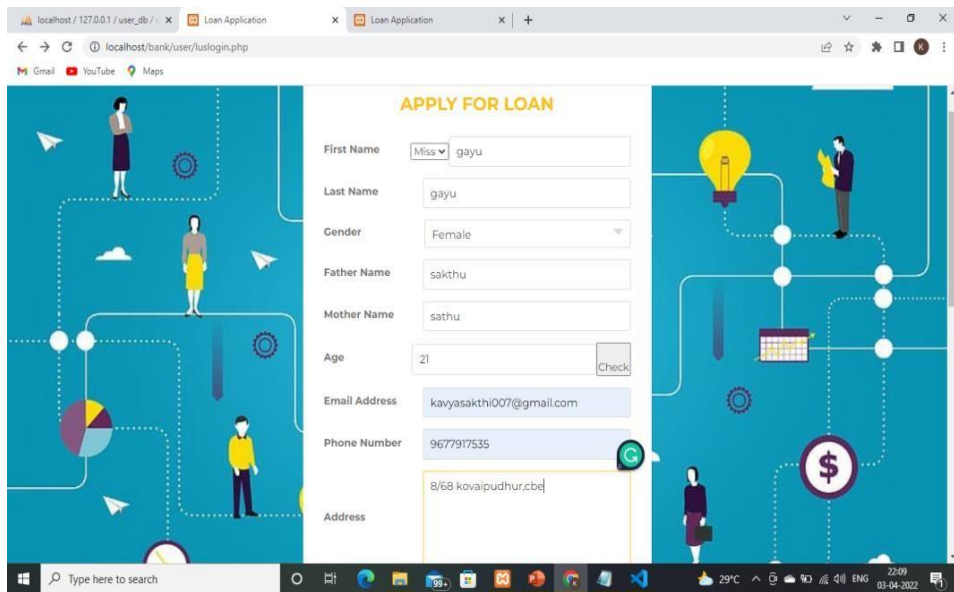 localhost / 127.0.0.1 / user_db /
Loan Application
Loan Application
localhost/bank/user/luslogin.php
K
Gmail
YouTube
Maps
APPLY FOR LOAN
First Name
Miss
gayu
Last Name
gayu
Gender
Female
Father Name
sakthu
Mother Name
sathu
Age
21
Check
Email Address
kavyasakthi007@gmail.com
Phone Number
9677917535
G
8/68 kovaipudhur,cbe
Address
$
Type here to search
99+
29°C
ENG
22:09
03-04-2022